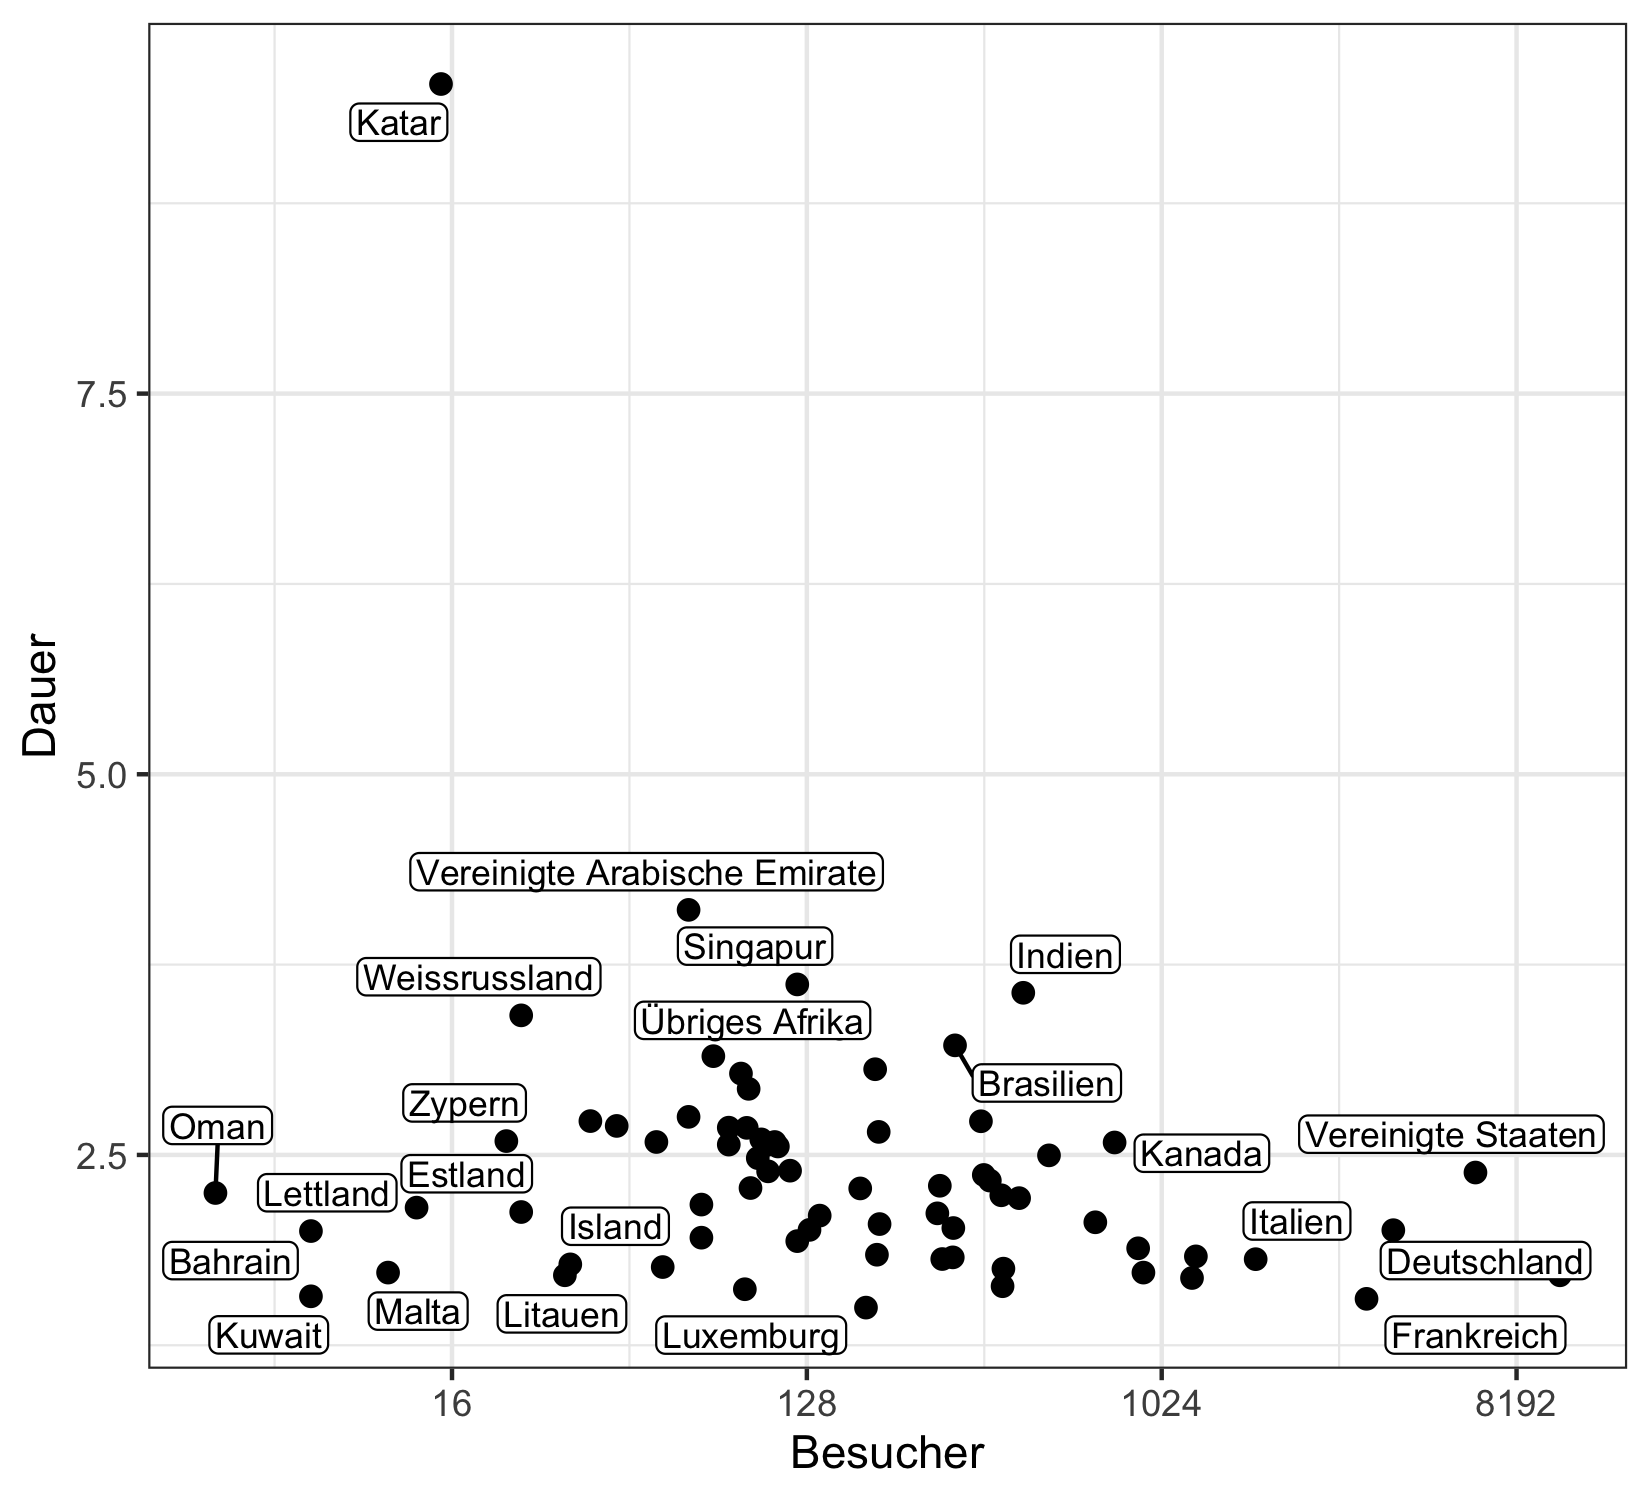 Katar
7.5
Dauer
5.0
Vereinigte Arabische Emirate
Singapur
Indien
Weissrussland
Übriges Afrika
Brasilien
Zypern
Oman
Vereinigte Staaten
2.5
Kanada
Estland
Lettland
Island
Italien
Bahrain
Deutschland
Malta
Litauen
Kuwait
Luxemburg
Frankreich
16
128
1024
8192
Besucher